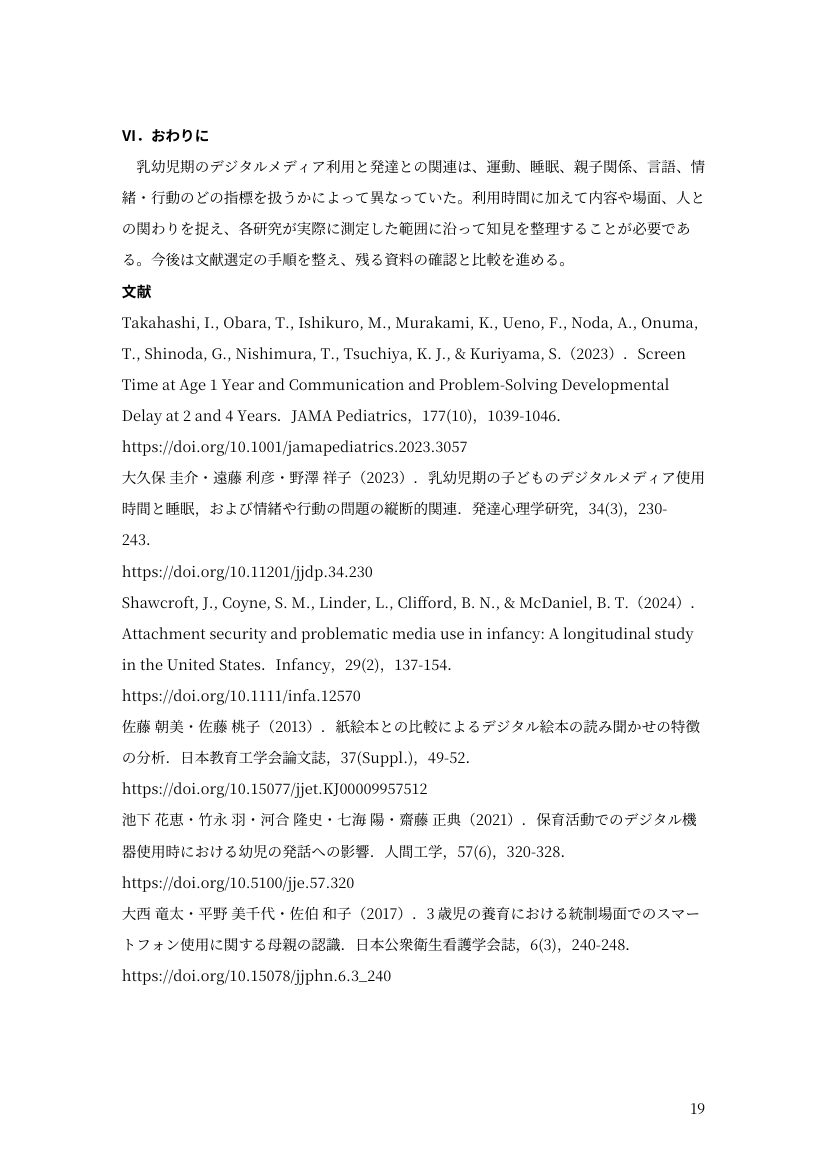 VI．おわりに
乳幼児期のデジタルメディア利用と発達との関連は、運動、睡眠、親子関係、言語、情
緒・行動のどの指標を扱うかによって異なっていた。利用時間に加えて内容や場面、人と
の関わりを捉え、各研究が実際に測定した範囲に沿って知見を整理することが必要であ
る。今後は文献選定の手順を整え、残る資料の確認と比較を進める。
文献
Takahashi, I., Obara, T., Ishikuro, M., Murakami, K., Ueno, F., Noda, A., Onuma,
T., Shinoda, G., Nishimura, T., Tsuchiya, K. J., & Kuriyama, S.（2023）．Screen
Time at Age 1 Year and Communication and Problem-Solving Developmental
Delay at 2 and 4 Years．JAMA Pediatrics，177(10)，1039-1046.
https://doi.org/10.1001/jamapediatrics.2023.3057
大久保 圭介・遠藤 利彦・野澤 祥子（2023）．乳幼児期の子どものデジタルメディア使用
時間と睡眠，および情緒や行動の問題の縦断的関連．発達心理学研究，34(3)，230-
243.
https://doi.org/10.11201/jjdp.34.230
Shawcroft, J., Coyne, S. M., Linder, L., Clifford, B. N., & McDaniel, B. T.（2024）．
Attachment security and problematic media use in infancy: A longitudinal study
in the United States．Infancy，29(2)，137-154.
https://doi.org/10.1111/infa.12570
佐藤 朝美・佐藤 桃子（2013）．紙絵本との比較によるデジタル絵本の読み聞かせの特徴
の分析．日本教育工学会論文誌，37(Suppl.)，49-52.
https://doi.org/10.15077/jjet.KJ00009957512
池下 花恵・竹永 羽・河合 隆史・七海 陽・齋藤 正典（2021）．保育活動でのデジタル機
器使用時における幼児の発話への影響．人間工学，57(6)，320-328.
https://doi.org/10.5100/jje.57.320
大西 竜太・平野 美千代・佐伯 和子（2017）．3 歳児の養育における統制場面でのスマー
トフォン使用に関する母親の認識．日本公衆衛生看護学会誌，6(3)，240-248.
https://doi.org/10.15078/jjphn.6.3_240
19